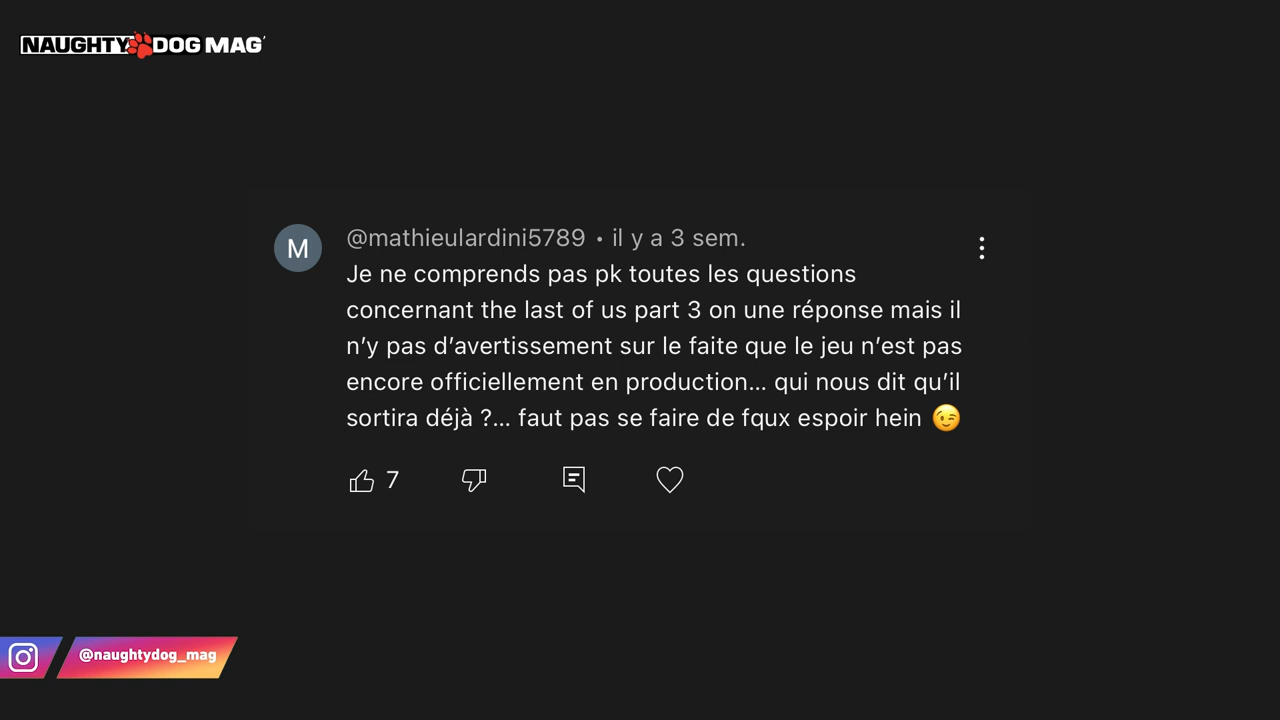 NAUGHTY DOG MAG
@mathieulardini5789 • il y a 3 sem.
Je ne comprends pas pk toutes les questions
concernant the last of us part 3 on une réponse mais il
n’y pas d’avertissement sur le faite que le jeu n’est pas
encore officiellement en production... qui nous dit qu’il
sortira déjà ?... faut pas se faire de fqux espoir hein 😉
M
7
@naughtydog_mag